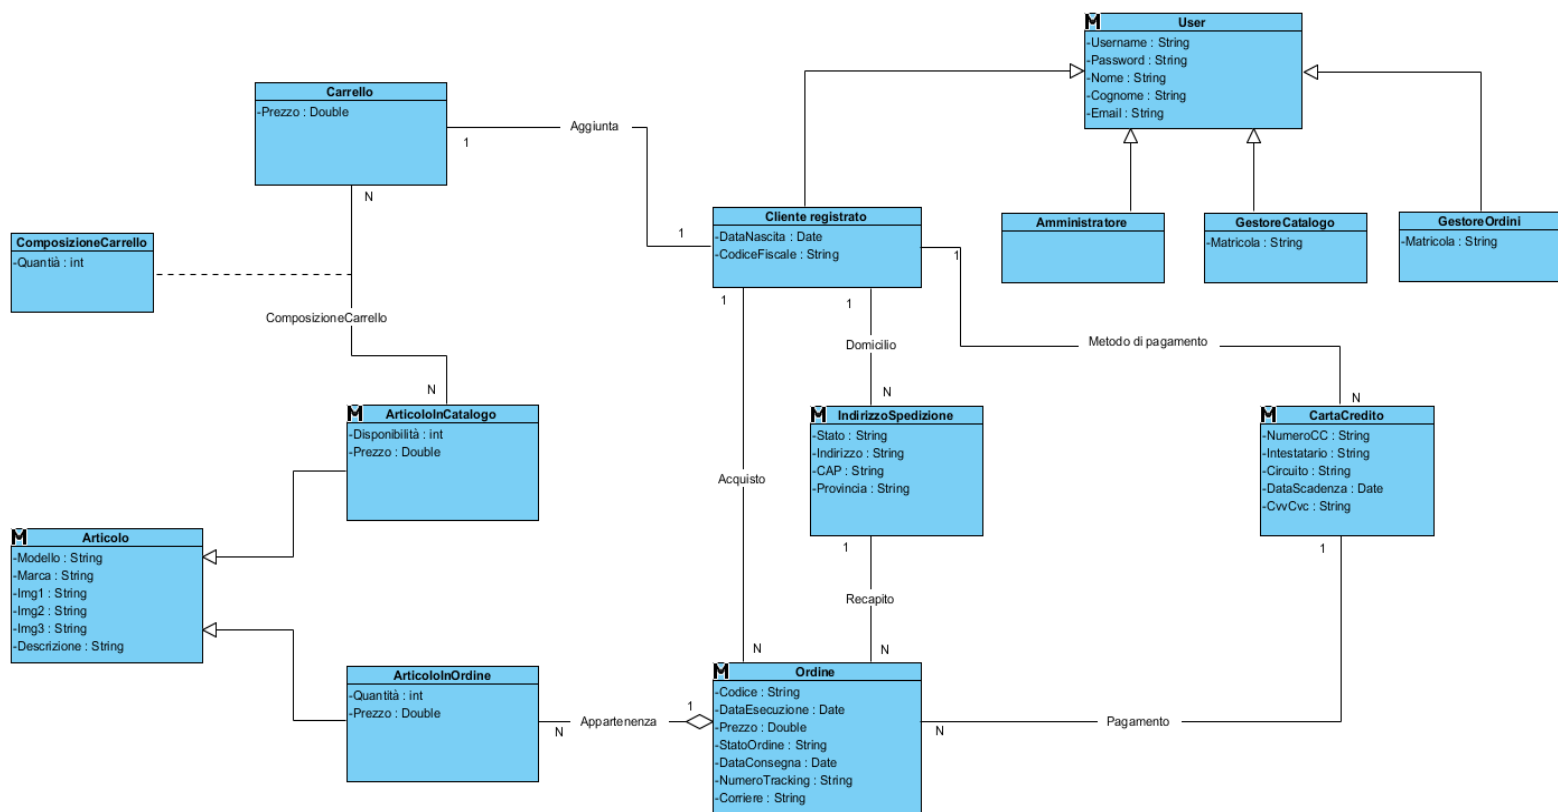 M
User
-Username : String
-Password : String
-Nome : String
-Cognome : String
-Email : String
Carrello
-Prezzo : Double
1
Aggiunta
1
N
ComposizioneCarrello
-Quantià : int
ComposizioneCarrello
N
Cliente registrato
-DataNascita : Date
-CodiceFiscale : String
Amministratore
GestoreCatalogo
-Matricola : String
GestoreOrdini
-Matricola : String
1
1
1
Domicilio
N
Metodo di pagamento
N
M
ArticoloInCatalogo
-Disponibilità : int
-Prezzo : Double
M
IndirizzoSpedizione
-Stato : String
-Indirizzo : String
-CAP : String
-Provincia : String
M
CartaCredito
-NumeroCC : String
-Intestatario : String
-Circuito : String
-DataScadenza : Date
-CvvCvc : String
Acquisto
M
Articolo
-Modello : String
-Marca : String
-Img1 : String
-Img2 : String
-Img3 : String
-Descrizione : String
1
Recapito
N
N
1
ArticoloInOrdine
-Quantità : int
-Prezzo : Double
N
Appartenenza
1
M
Ordine
-Codice : String
-DataEsecuzione : Date
-Prezzo : Double
-StatoOrdine : String
-DataConsegna : Date
-NumeroTracking : String
-Corriere : String
N
Pagamento